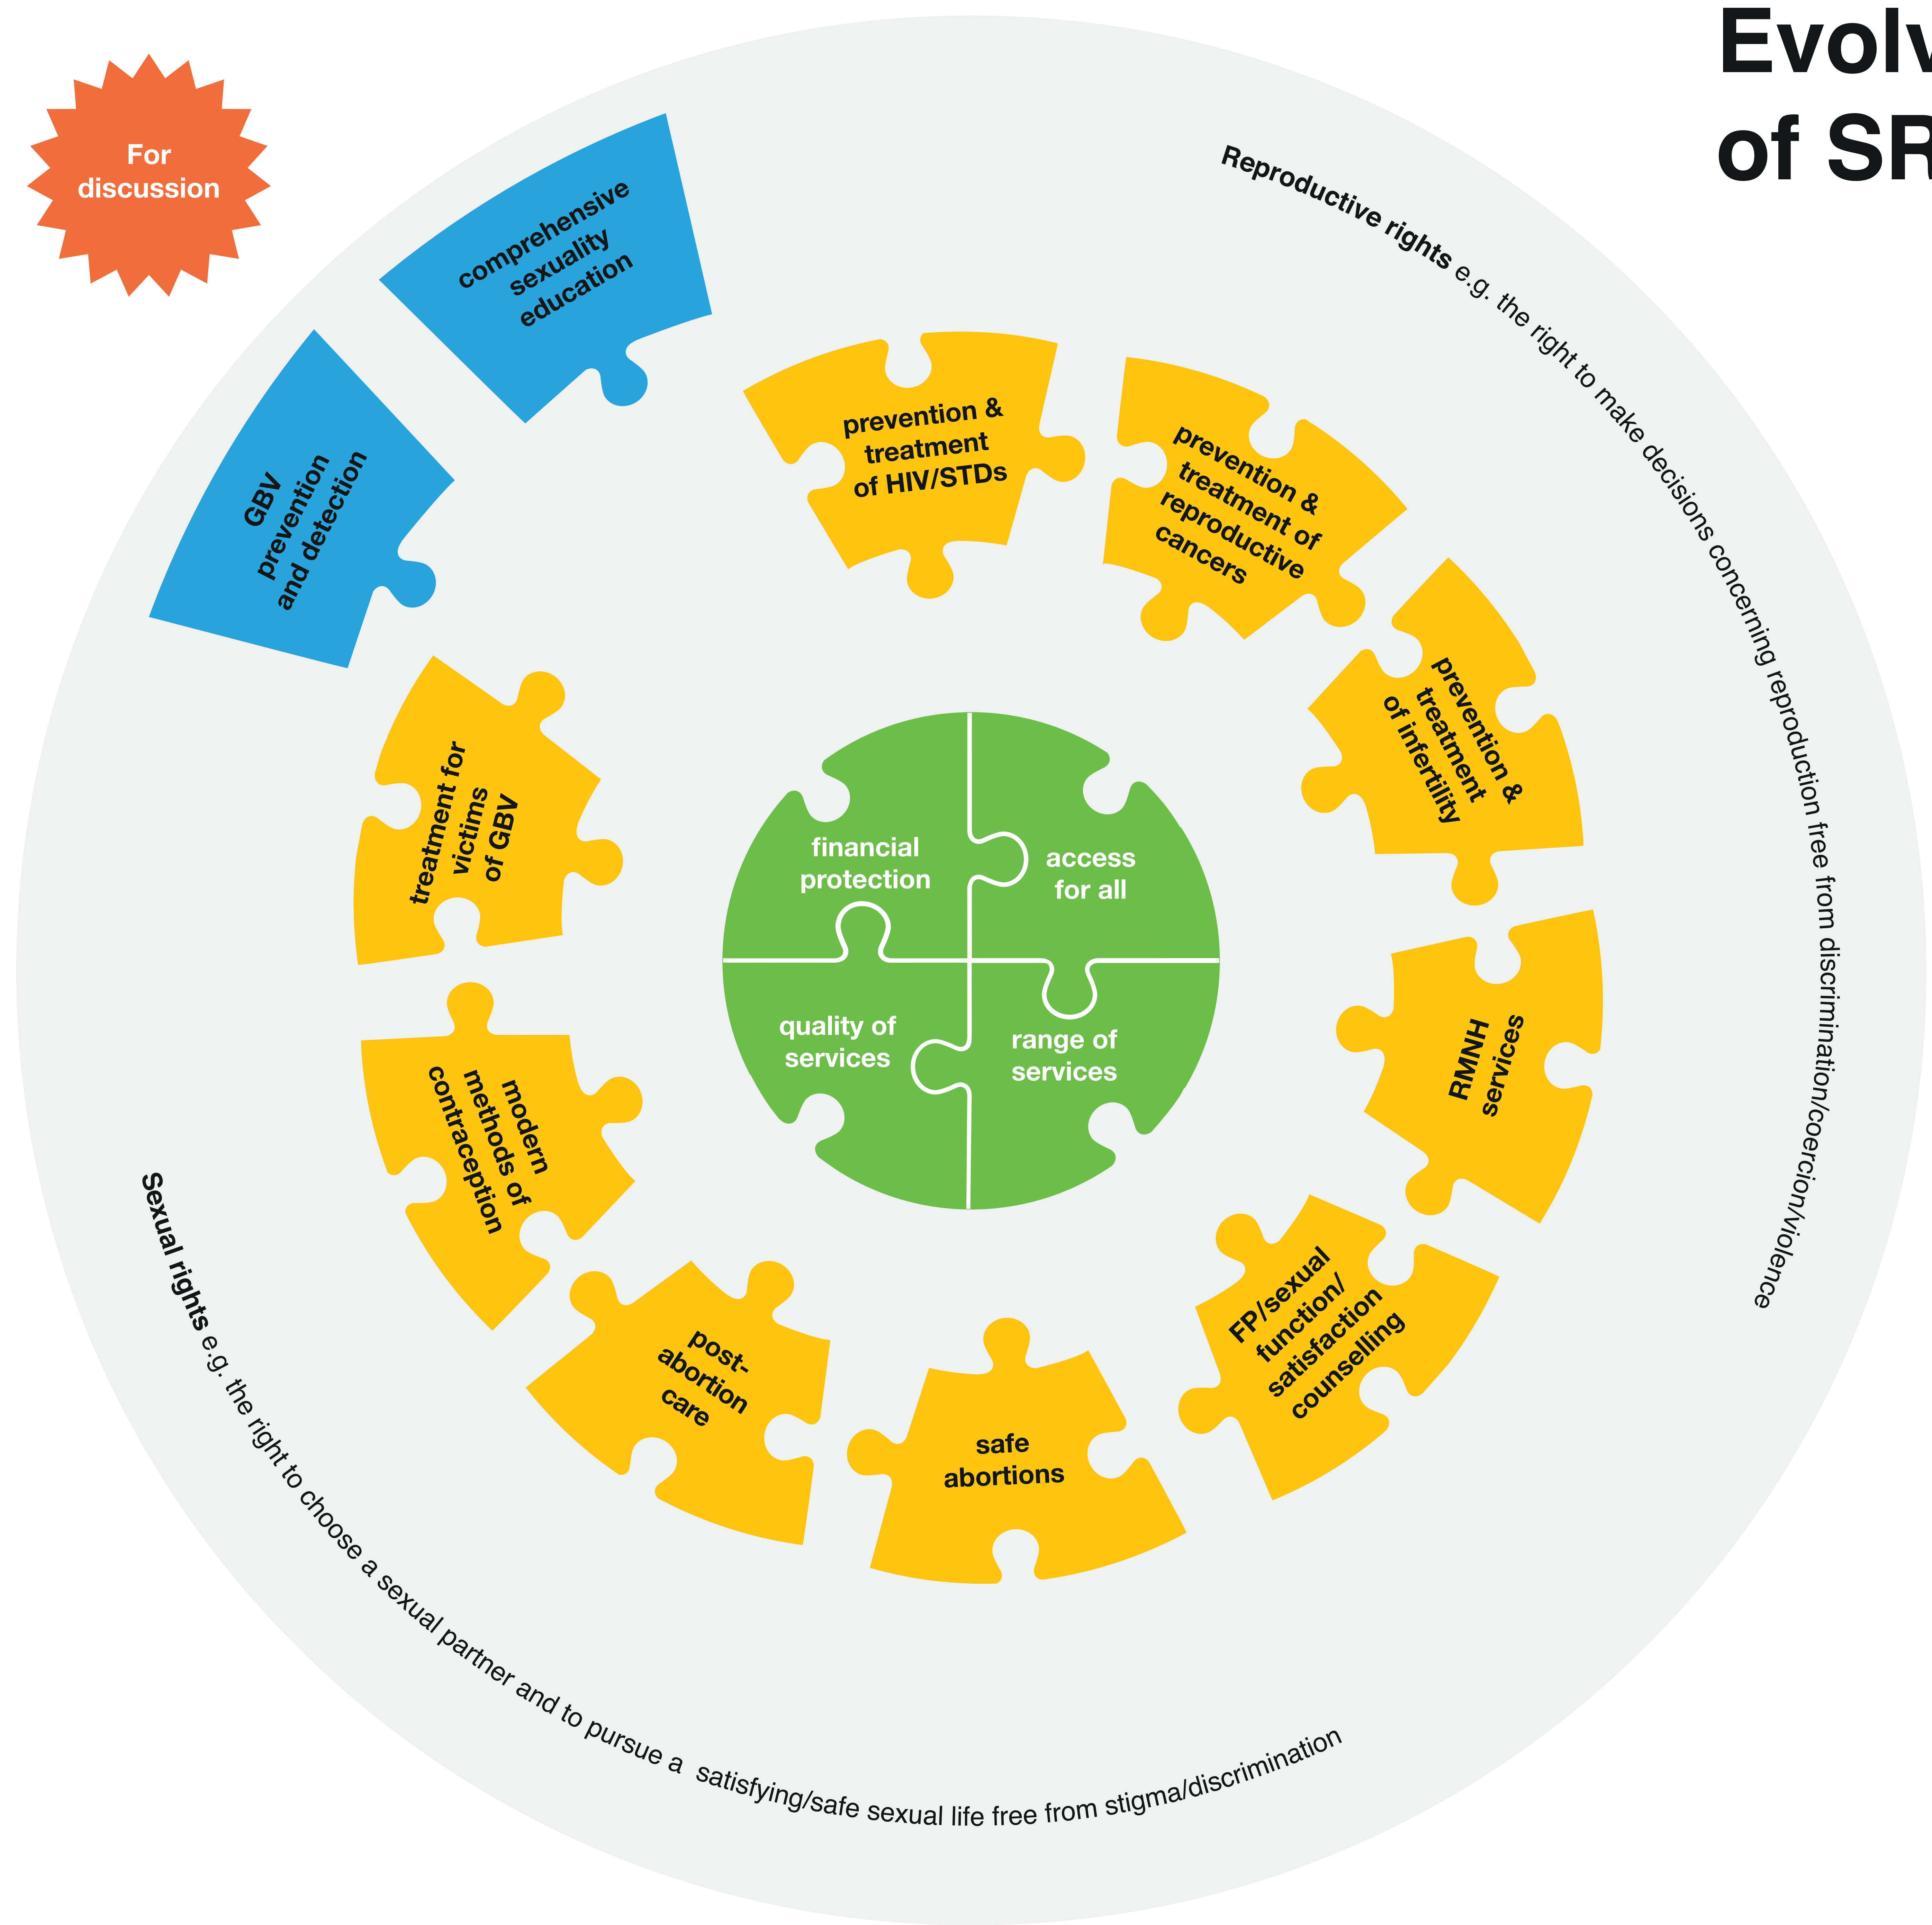 Evolv
of SR
For
discussion
comprehensive
sexuality
education
GBV
prevention
and detection
Reproductive rights e.g. the right to make decisions concerning reproduction free from discrimination/coercion/violence
prevention &
treatment
of HIV/STDs
prevention &
treatment of
reproductive
cancers
prevention &
treatment
of infertility
RMNH
services
FP/sexual
function/
satisfaction
counselling
safe
abortions
post-
abortion
care
modern
methods of
contraception
treatment for
victims
of GBV
financial
protection
access
for all
quality of
services
range of
services
Sexual rights e.g. the right to choose a sexual partner and to pursue a satisfying/safe sexual life free from stigma/discrimination